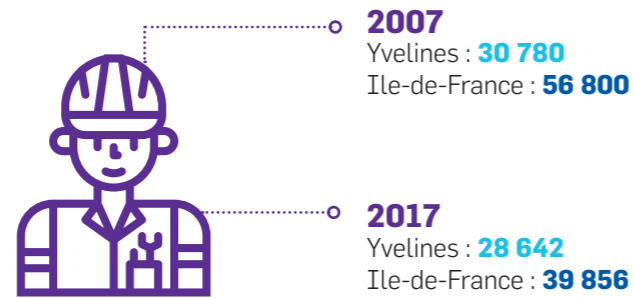 2007
Yvelines : 30 780
Ile-de-France : 56 800
2017
Yvelines : 28 642
Ile-de-France : 39 856